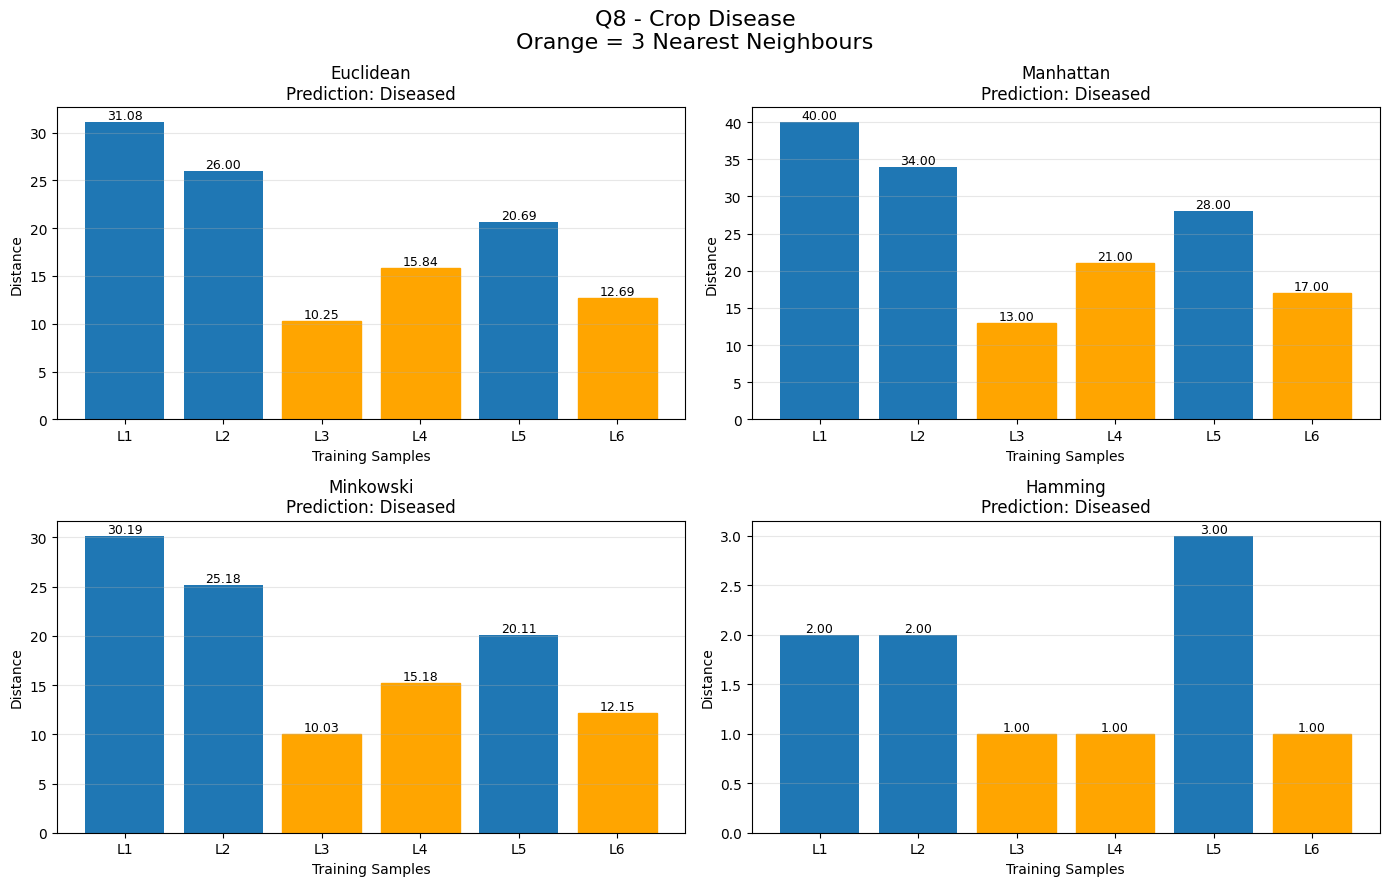 Q8 - Crop Disease
Orange = 3 Nearest Neighbours
Euclidean
Prediction: Diseased
Distance
30
25
20
15
10
5
0
31.08
26.00
10.25
15.84
20.69
12.69
L1 L2 L3 L4 L5 L6
Training Samples
Manhattan
Prediction: Diseased
Distance
40
35
30
25
20
15
10
5
0
40.00
34.00
13.00
21.00
28.00
17.00
L1 L2 L3 L4 L5 L6
Training Samples
Minkowski
Prediction: Diseased
Distance
30
25
20
15
10
5
0
30.19
25.18
10.03
15.18
20.11
12.15
L1 L2 L3 L4 L5 L6
Training Samples
Hamming
Prediction: Diseased
Distance
3.0
2.5
2.0
1.5
1.0
0.5
0.0
2.00
2.00
1.00
1.00
3.00
1.00
L1 L2 L3 L4 L5 L6
Training Samples